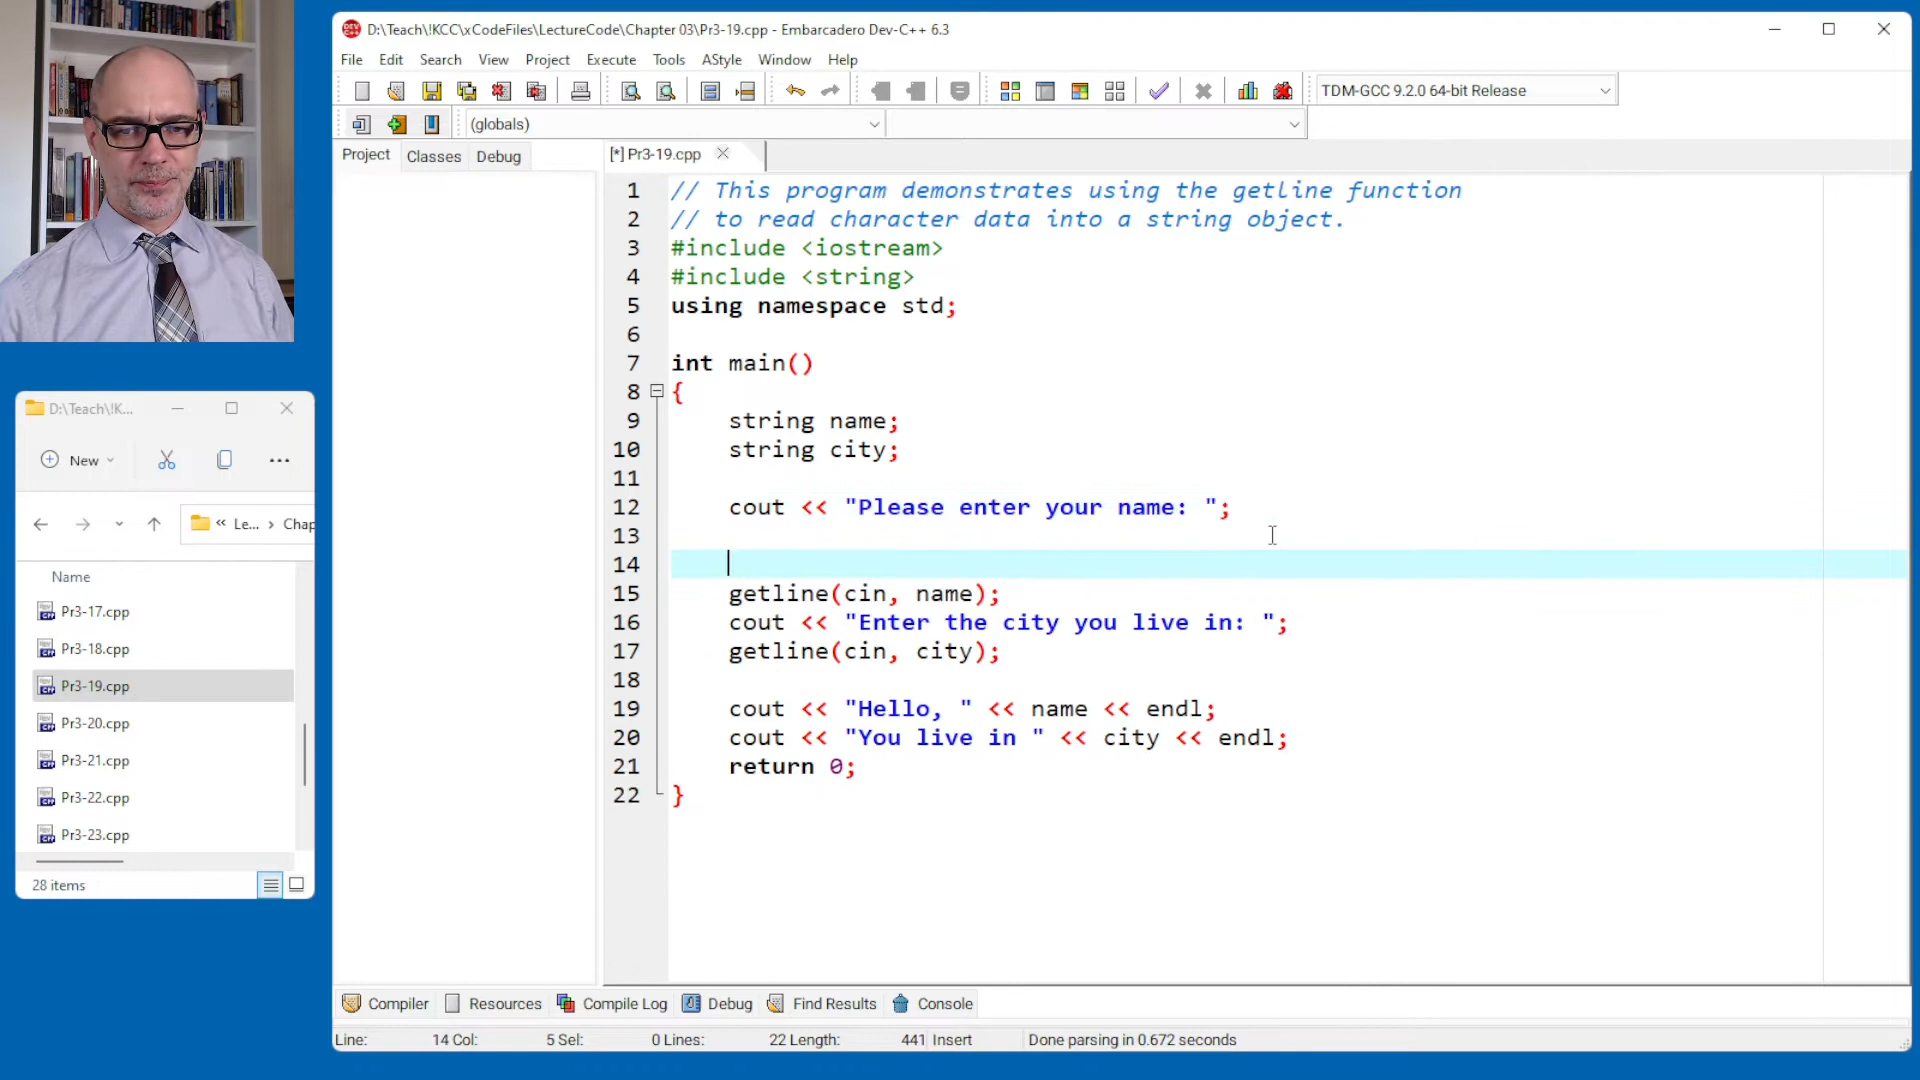 D:\Teach\!KCC\xCodeFiles\LectureCode\Chapter 03\Pr3-19.cpp - Embarcadero Dev-C++ 6.3
File Edit Search View Project Execute Tools AStyle Window Help
TDM-GCC 9.2.0 64-bit Release
(globals)
Project Classes Debug
[*] Pr3-19.cpp
1 // This program demonstrates using the getline function
2 // to read character data into a string object.
3 #include <iostream>
4 #include <string>
5 using namespace std;
6
7 int main()
8 {
9 string name;
10 string city;
11
12 cout << "Please enter your name: ";
13
14
15 getline(cin, name);
16 cout << "Enter the city you live in: ";
17 getline(cin, city);
18
19 cout << "Hello, " << name << endl;
20 cout << "You live in " << city << endl;
21 return 0;
22 }
D:\Teach\!K...
New
« Le... > Chap
Name
Pr3-17.cpp
Pr3-18.cpp
Pr3-19.cpp
Pr3-20.cpp
Pr3-21.cpp
Pr3-22.cpp
Pr3-23.cpp
28 items
Compiler Resources Compile Log Debug Find Results Console
Line: 14 Col: 5 Sel: 0 Lines: 22 Length: 441 Insert Done parsing in 0.672 seconds